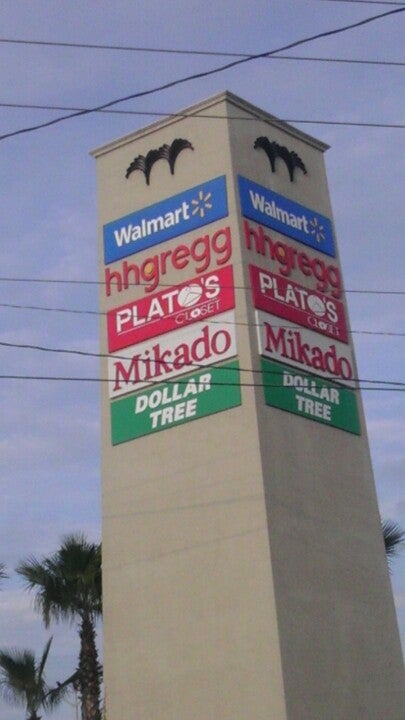 Walmart
hhgregg
PLATO'S
CLOSET
Mikado
DOLLAR
TREE
Walmart
hhgregg
PLATO'S
CLOSET
Mikado
DOLLAR
TREE